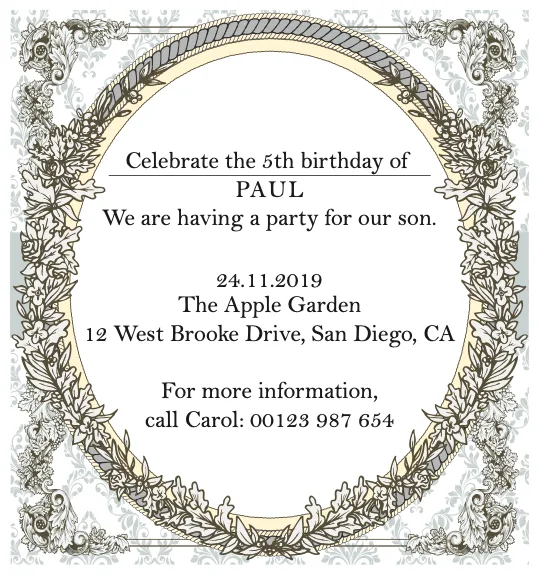 Celebrate the 5th birthday of
PAUL
We are having a party for our son.
24.11.2019
The Apple Garden
12 West Brooke Drive, San Diego, CA
For more information,
call Carol: 00123 987 654